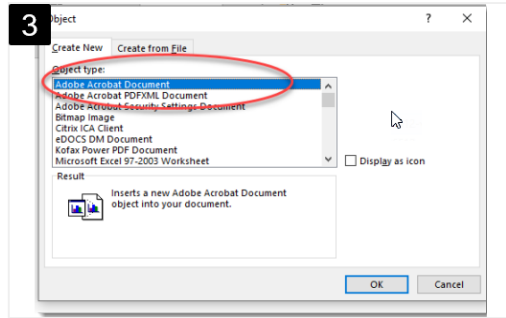 3
Object
?
Create New
Create from File
Object type:
Adobe Acrobat Document
Adobe Acrobat PDFXML Document
Adobe Acrobat Security Settings Document
Bitmap Image
Citrix ICA Client
eDOCS DM Document
Kofax Power PDF Document
Microsoft Excel 97-2003 Worksheet
Display as icon
Result
Inserts a new Adobe Acrobat Document
object into your document.
OK
Cancel